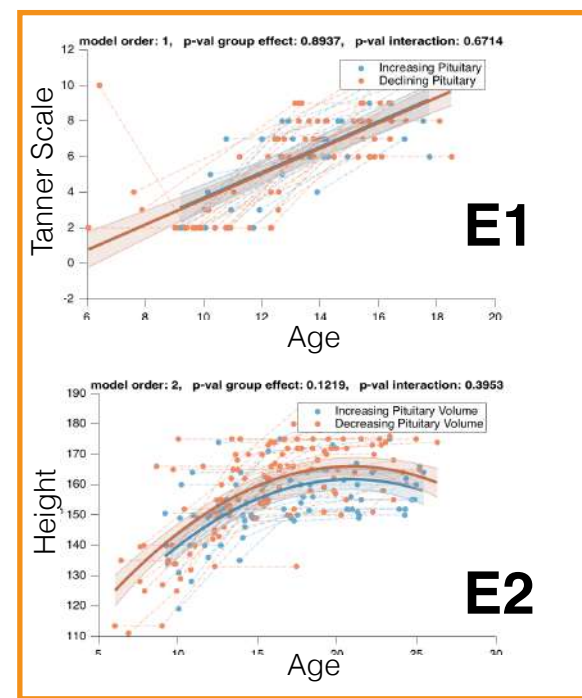 model order: 1, p-val group effect: 0.8937, p-val interaction: 0.6714
12
Increasing Pituitary
Declining Pituitary
10
8
6
4
2
0
-2
Tanner Scale
E1
6
8
10
12
14
16
18
20
Age
model order: 2, p-val group effect: 0.1219, p-val interaction: 0.3953
190
Increasing Pituitary Volume
Decreasing Pituitary Volume
180
170
160
150
140
130
120
110
Height
E2
5
10
15
20
25
30
Age